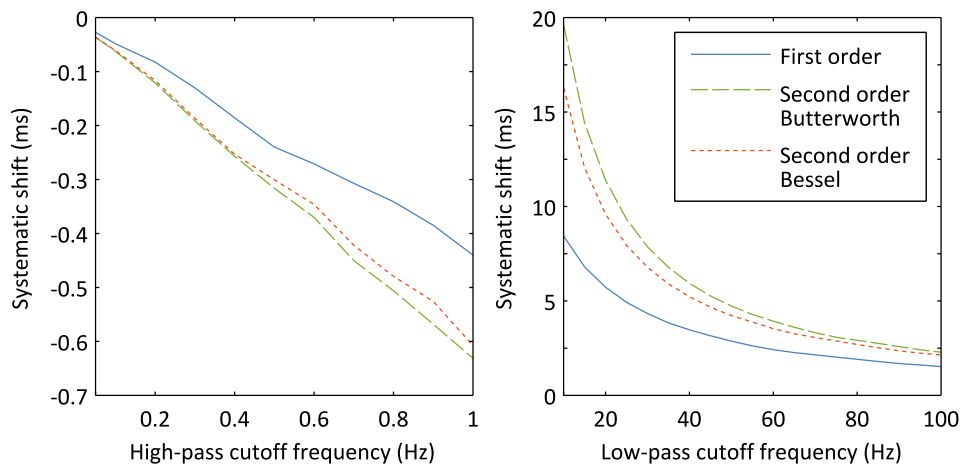 0
-0.1
-0.2
-0.3
-0.4
-0.5
-0.6
-0.7
0.2
0.4
0.6
0.8
1
Systematic shift (ms)
High-pass cutoff frequency (Hz)
20
15
10
5
0
20
40
60
80
100
Systematic shift (ms)
Low-pass cutoff frequency (Hz)
First order
Second order
Butterworth
Second order
Bessel